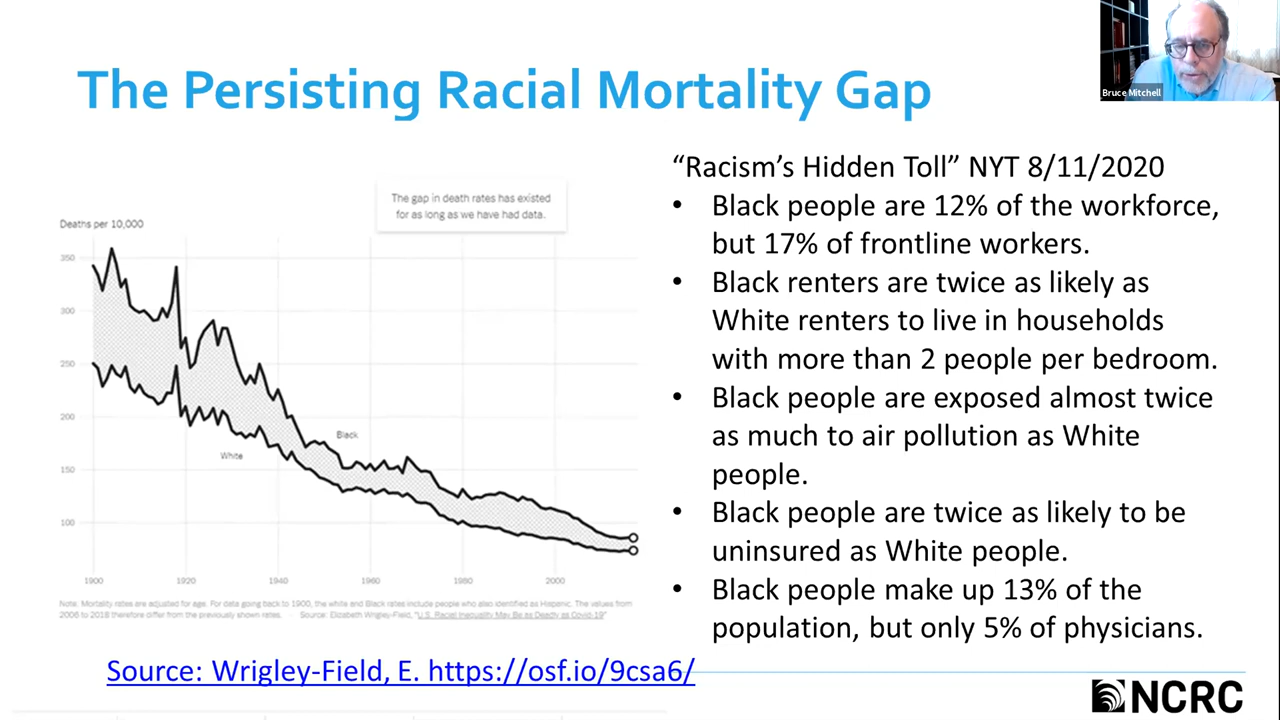 Bruce Mitchell
The Persisting Racial Mortality Gap
The gap in death rates has existed
for as long as we have had data.
Deaths per 10,000
350
300
250
200
150
100
Black
White
1900
1920
1940
1960
1980
2000
Note: Mortality rates are adjusted for age. For data going back to 1900, the white and Black rates include people who also identified as Hispanic. The values from
2006 to 2018 therefore differ from the previously shown rates. Source: Elizabeth Wrigley-Field, "U.S. Racial Inequality May Be as Deadly as Covid-19"
Source: Wrigley-Field, E. https://osf.io/9csa6/
“Racism’s Hidden Toll” NYT 8/11/2020
• Black people are 12% of the workforce,
but 17% of frontline workers.
• Black renters are twice as likely as
White renters to live in households
with more than 2 people per bedroom.
• Black people are exposed almost twice
as much to air pollution as White
people.
• Black people are twice as likely to be
uninsured as White people.
• Black people make up 13% of the
population, but only 5% of physicians.
NCRC